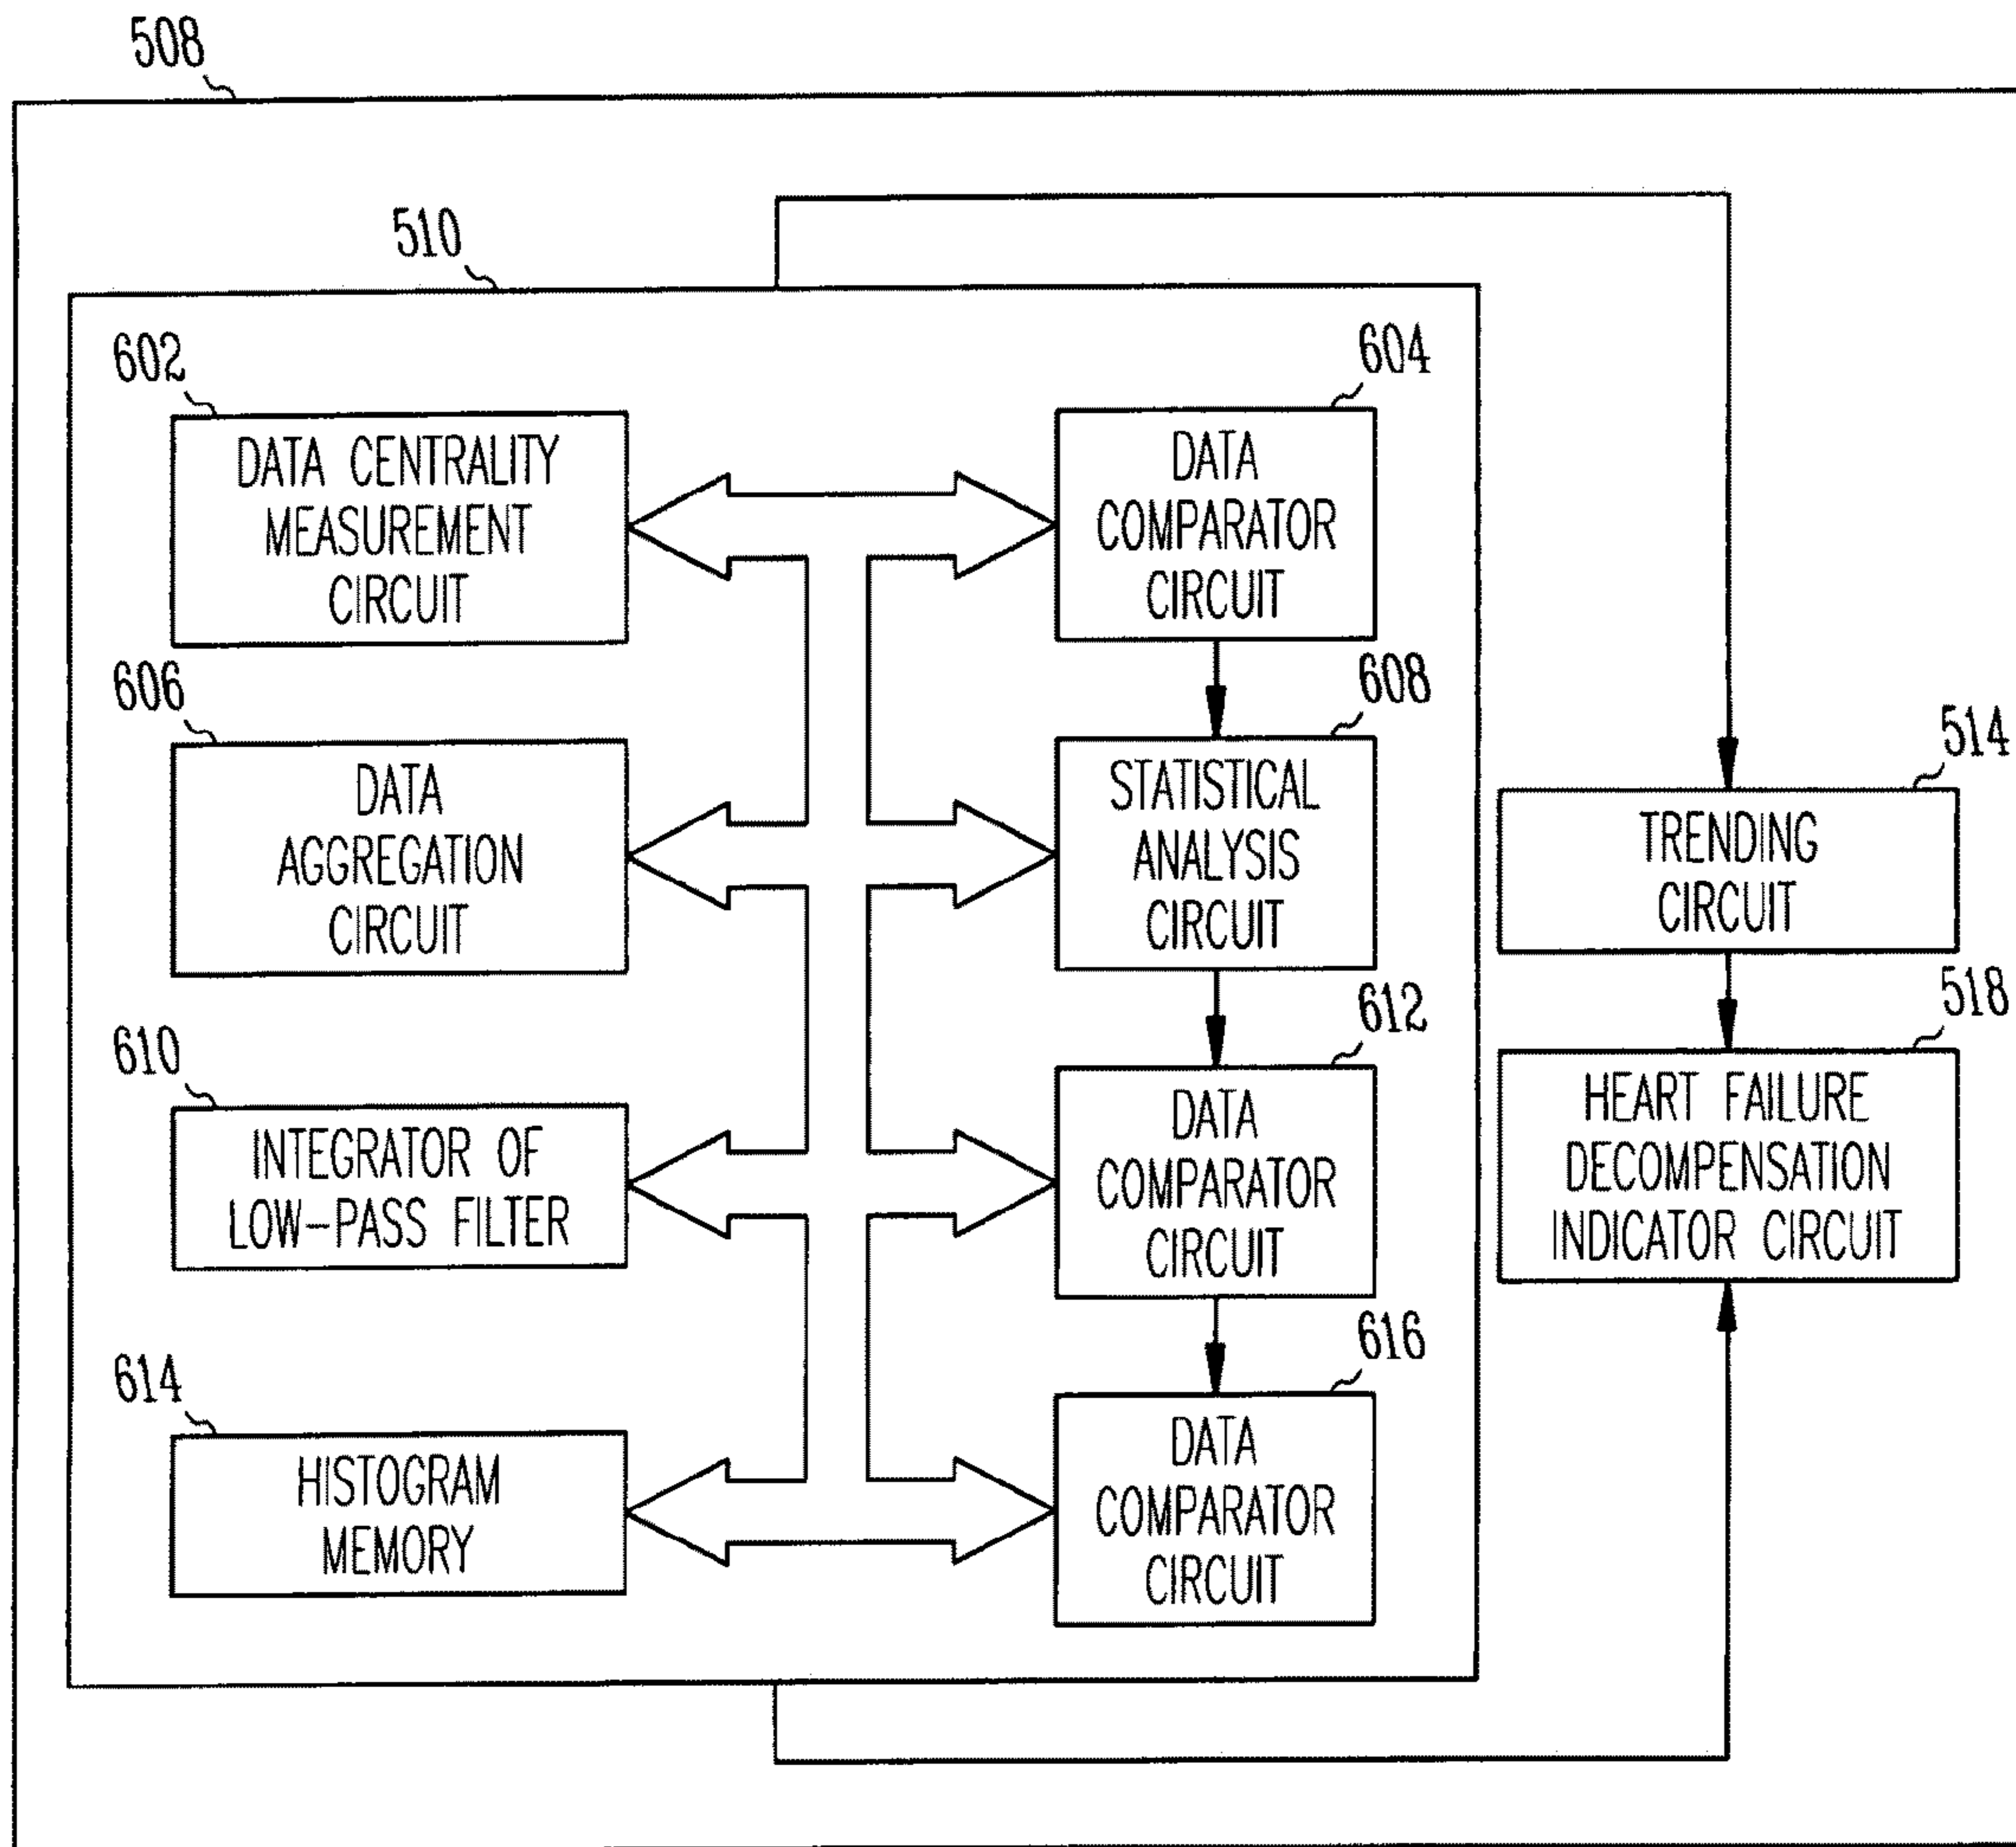 508
510
602
DATA CENTRALITY
MEASUREMENT
CIRCUIT
604
DATA
COMPARATOR
CIRCUIT
606
DATA
AGGREGATION
CIRCUIT
608
STATISTICAL
ANALYSIS
CIRCUIT
514
TRENDING
CIRCUIT
610
INTEGRATOR OF
LOW-PASS FILTER
612
DATA
COMPARATOR
CIRCUIT
518
HEART FAILURE
DECOMPENSATION
INDICATOR CIRCUIT
614
HISTOGRAM
MEMORY
616
DATA
COMPARATOR
CIRCUIT